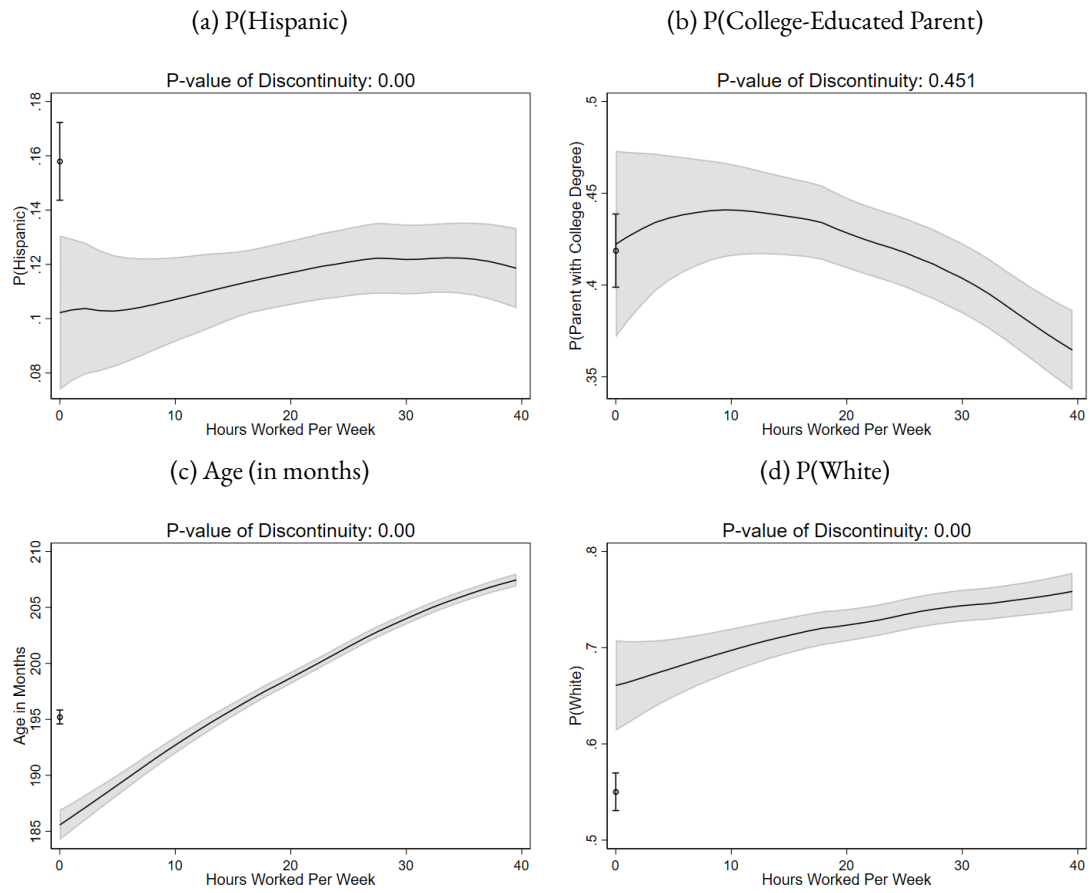 (a) P(Hispanic)
P-value of Discontinuity: 0.00
P(Hispanic)
.18
.16
.14
.12
.1
.08
0 10 20 30 40
Hours Worked Per Week
(b) P(College-Educated Parent)
P-value of Discontinuity: 0.451
P(Parent with College Degree)
.5
.45
.4
.35
0 10 20 30 40
Hours Worked Per Week
(c) Age (in months)
P-value of Discontinuity: 0.00
Age in Months
210
205
200
195
190
185
0 10 20 30 40
Hours Worked Per Week
(d) P(White)
P-value of Discontinuity: 0.00
P(White)
.8
.7
.6
.5
0 10 20 30 40
Hours Worked Per Week